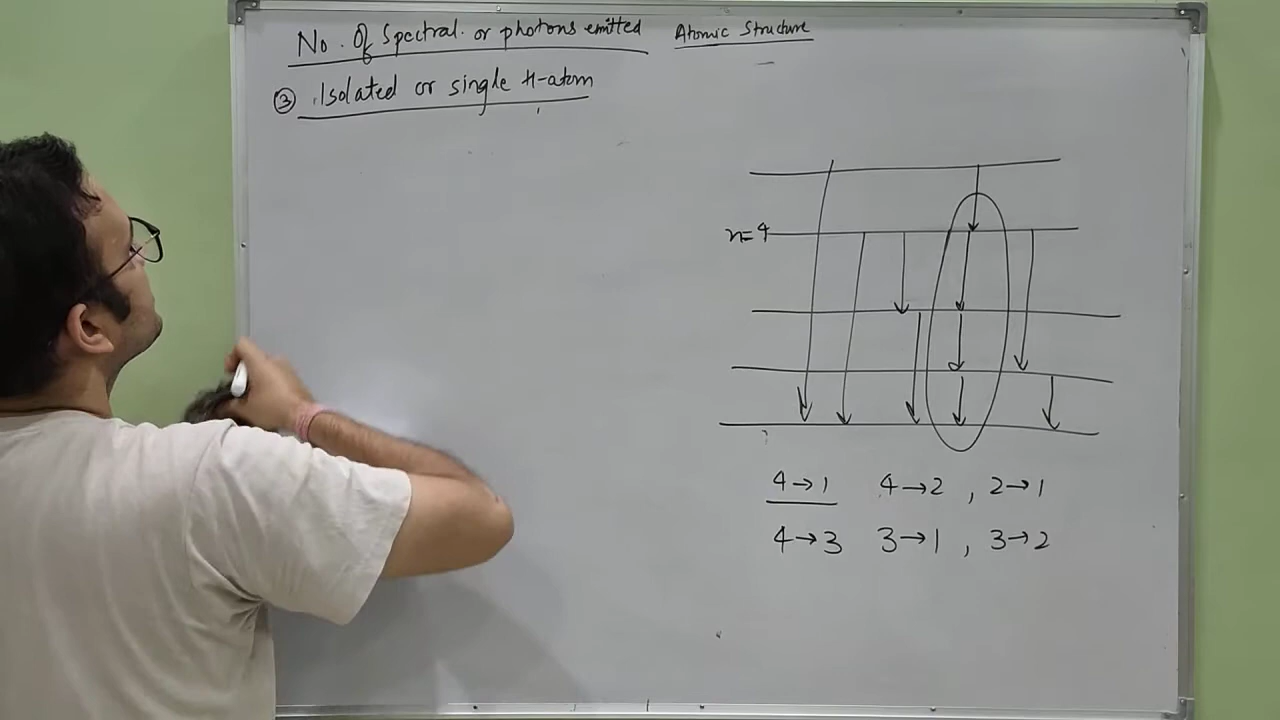 No. Of Spectral. or photons emitted Atomic Structure
③ Isolated or single H-atom
n=4
4→1 4→2 , 2→1
4→3 3→1 , 3→2